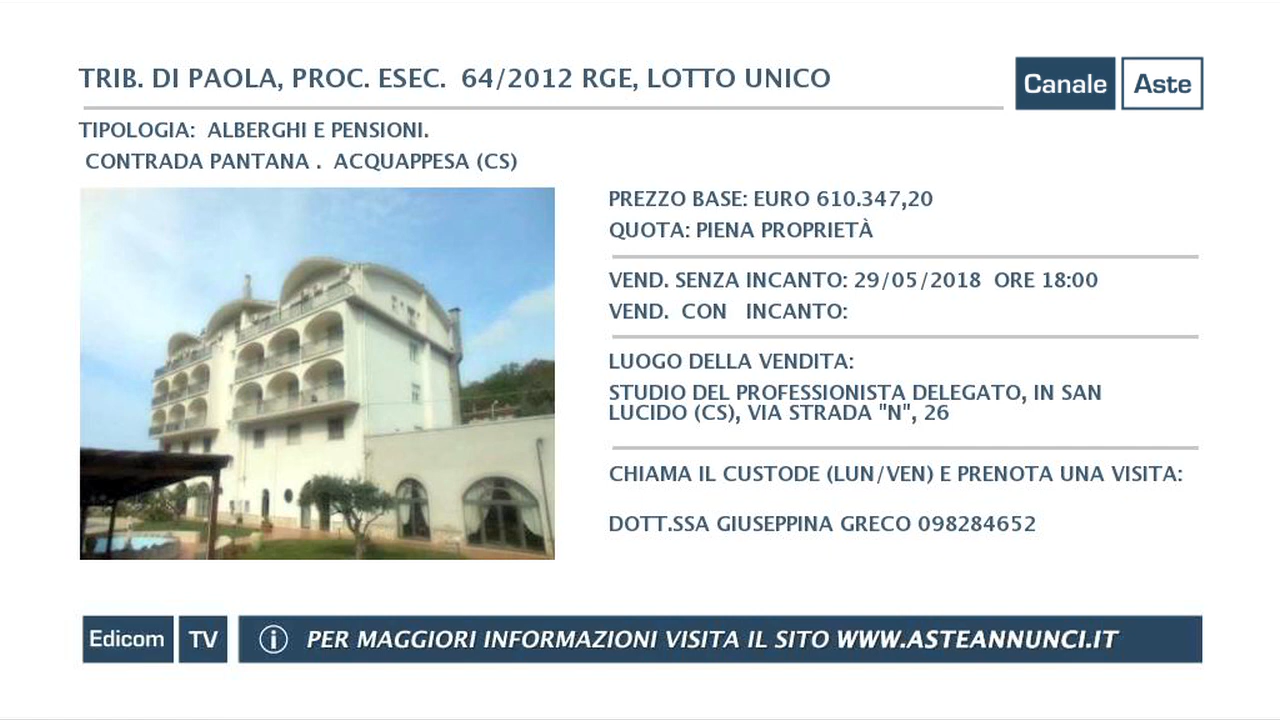 TRIB. DI PAOLA, PROC. ESEC.  64/2012 RGE, LOTTO UNICO
Canale Aste
TIPOLOGIA:  ALBERGHI E PENSIONI.
CONTRADA PANTANA .  ACQUAPPESA (CS)
PREZZO BASE: EURO 610.347,20
QUOTA: PIENA PROPRIETÀ
VEND. SENZA INCANTO: 29/05/2018  ORE 18:00
VEND.  CON   INCANTO:
LUOGO DELLA VENDITA:
STUDIO DEL PROFESSIONISTA DELEGATO, IN SAN
LUCIDO (CS), VIA STRADA "N", 26
CHIAMA IL CUSTODE (LUN/VEN) E PRENOTA UNA VISITA:
DOTT.SSA GIUSEPPINA GRECO 098284652
Edicom TV
PER MAGGIORI INFORMAZIONI VISITA IL SITO WWW.ASTEANNUNCI.IT